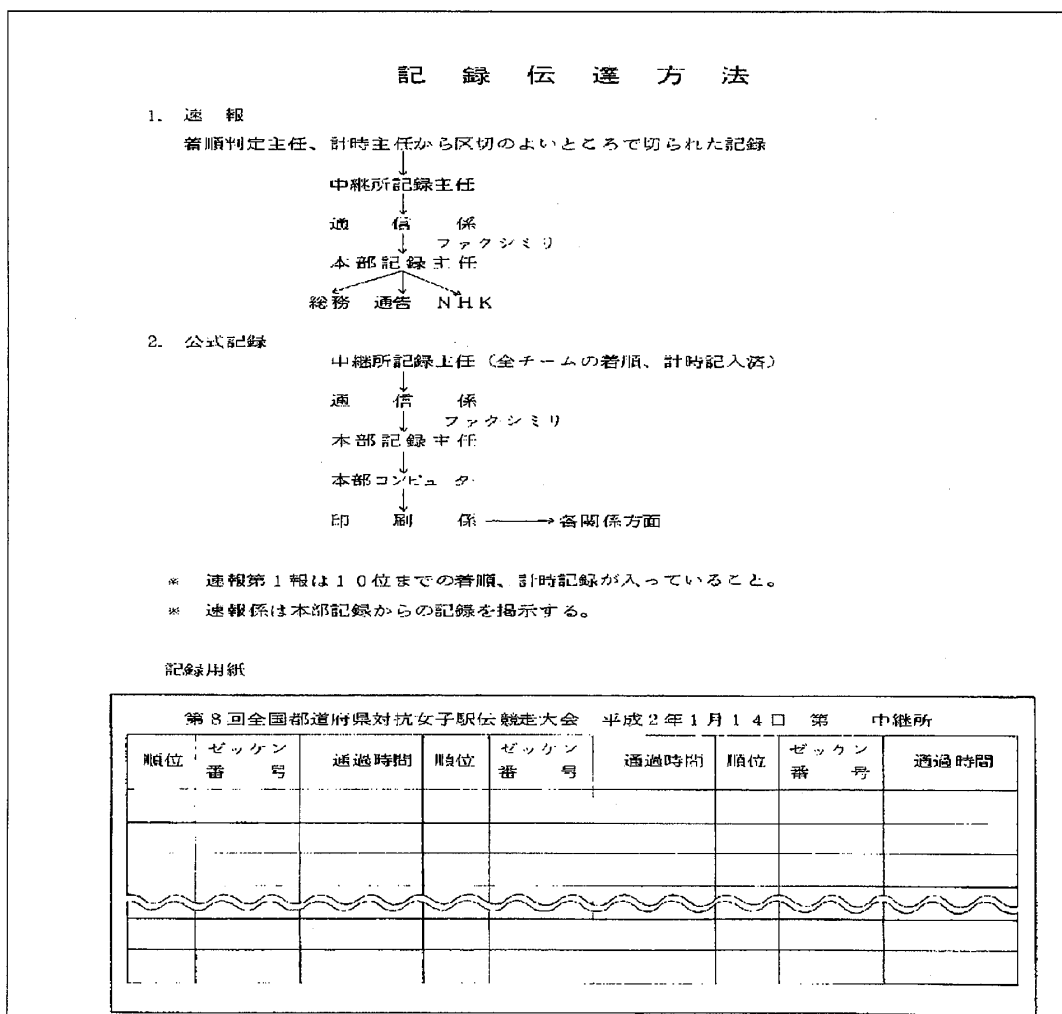 記録伝達方法
1. 速報
着順判定主任、計時主任から区切のよいところで切られた記録
中継所記録主任
通信係
ファクシミリ
本部記録主任
総務 通告 NHK
2. 公式記録
中継所記録主任(全チームの着順、計時記入済)
通信係
ファクシミリ
本部記録主任
本部コンピュータ
印刷係 → 各関係方面
※ 速報第1報は10位までの着順、計時記録が入っていること。
※ 速報係は本部記録からの記録を掲示する。
記録用紙
第8回全国都道府県対抗女子駅伝競走大会 平成2年1月14日 第 中継所
順位 ゼッケン番号 通過時間 順位 ゼッケン番号 通過時間 順位 ゼッケン番号 通過時間